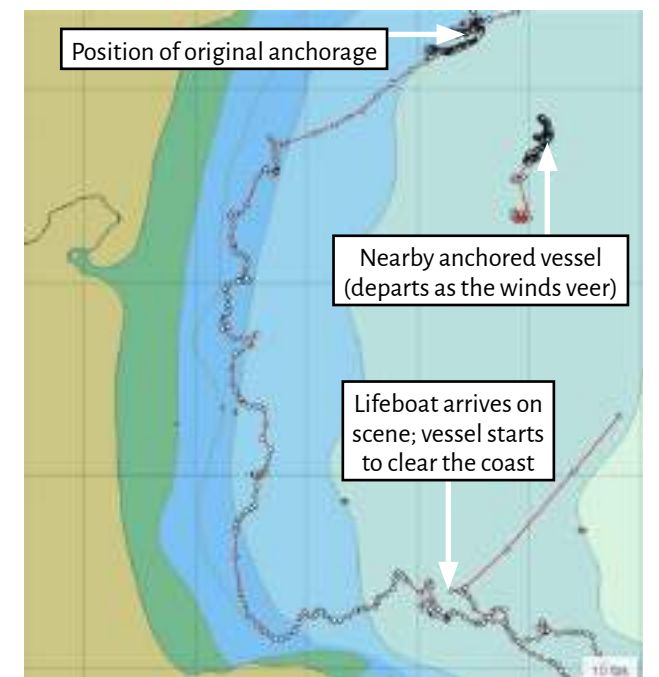 Position of original anchorage
Nearby anchored vessel
(departs as the winds veer)
Lifeboat arrives on
scene; vessel starts
to clear the coast